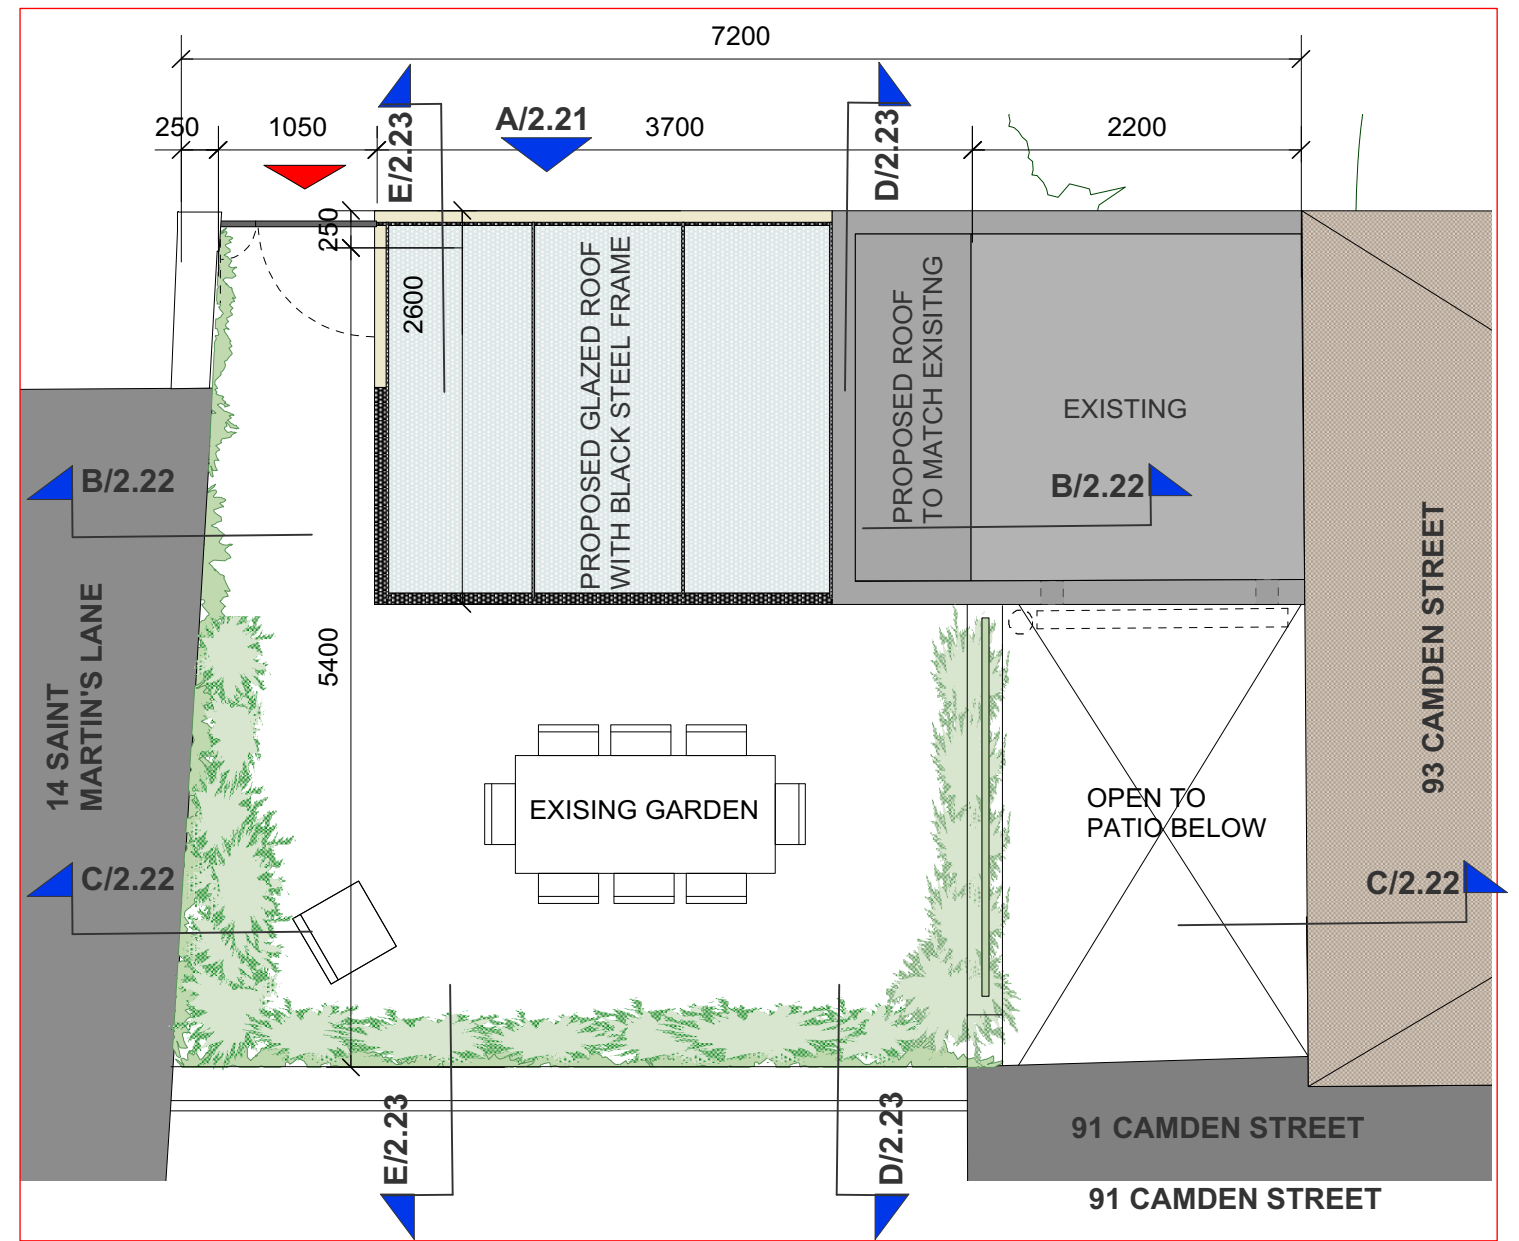 7200
250
1050
A/2.21
3700
2200
E/2.23
D/2.23
250
2600
PROPOSED GLAZED ROOF
WITH BLACK STEEL FRAME
PROPOSED ROOF
TO MATCH EXISITNG
EXISTING
B/2.22
B/2.22
14 SAINT
MARTIN'S LANE
5400
93 CAMDEN STREET
EXISING GARDEN
OPEN TO
PATIO BELOW
C/2.22
C/2.22
E/2.23
D/2.23
91 CAMDEN STREET
91 CAMDEN STREET